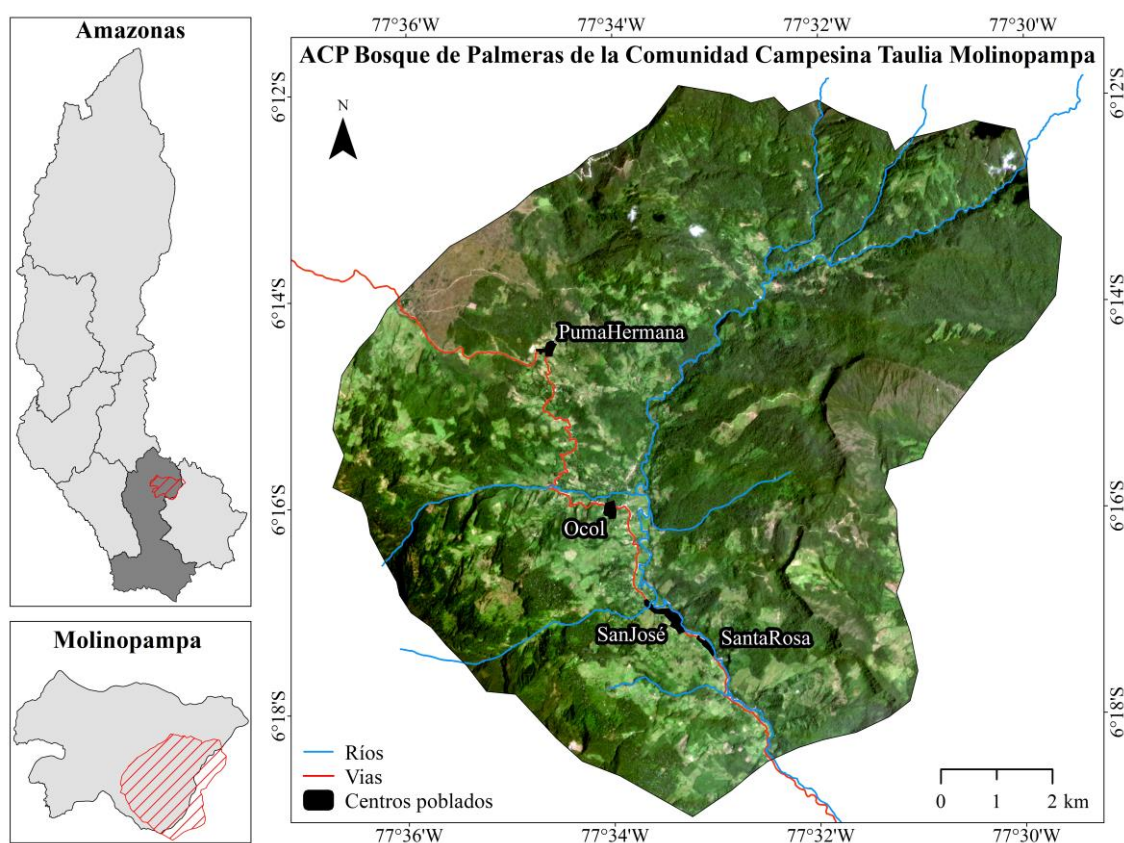 Amazonas
Molinopampa
77°36'W 77°34'W 77°32'W 77°30'W
ACP Bosque de Palmeras de la Comunidad Campesina Taulia Molinopampa
6°12'S 6°12'S
N
6°14'S 6°14'S
PumaHermana
6°16'S 6°16'S
Ocol
SanJosé SantaRosa
6°18'S 6°18'S
Ríos
Vias
Centros poblados
0 1 2 km
77°36'W 77°34'W 77°32'W 77°30'W